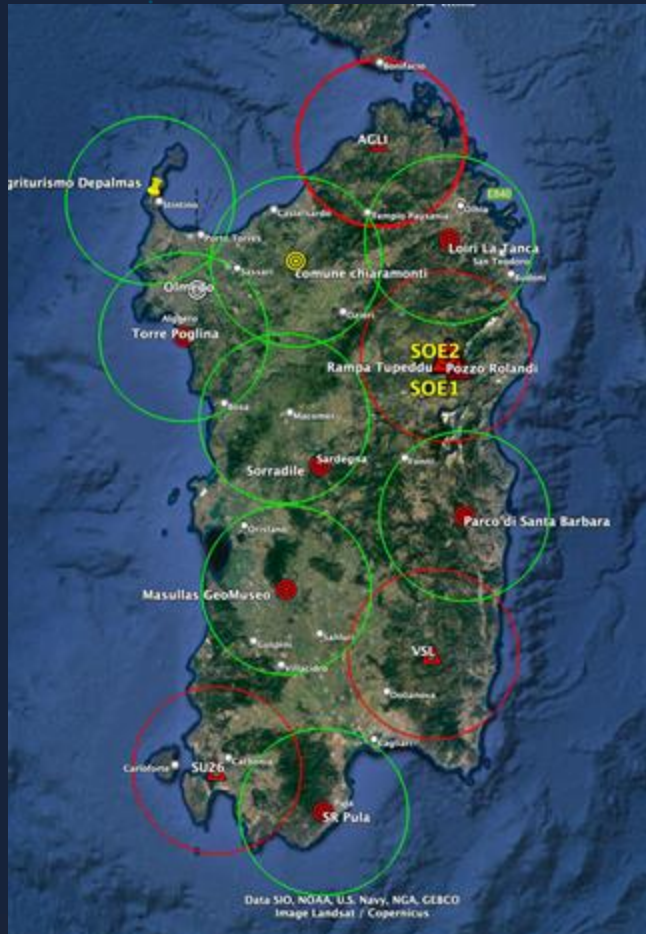 Bonifacio
AGLI
griturismo Depalmas
Stintino
Castelsardo
Tempio Pausania
Olbia
E840
Porto Torres
Sassari
Comune chiaramonti
Loiri La Tanca
San Teodoro
Budoni
Olmedo
Ozieri
Alghero
Torre Poglina
SOE2
Rampa Tupeddu
Pozzo Rolandi
SOE1
Bosa
Macomer
Sardegna
Sorradile
Fonni
Oristano
Parco di Santa Barbara
Masullas GeoMuseo
Sanluri
Guspini
Villacidro
VSL
Dolianova
Cagliari
Carloforte
Carbonia
SU26
Pula
SR Pula
Data SIO, NOAA, U.S. Navy, NGA, GEBCO
Image Landsat / Copernicus